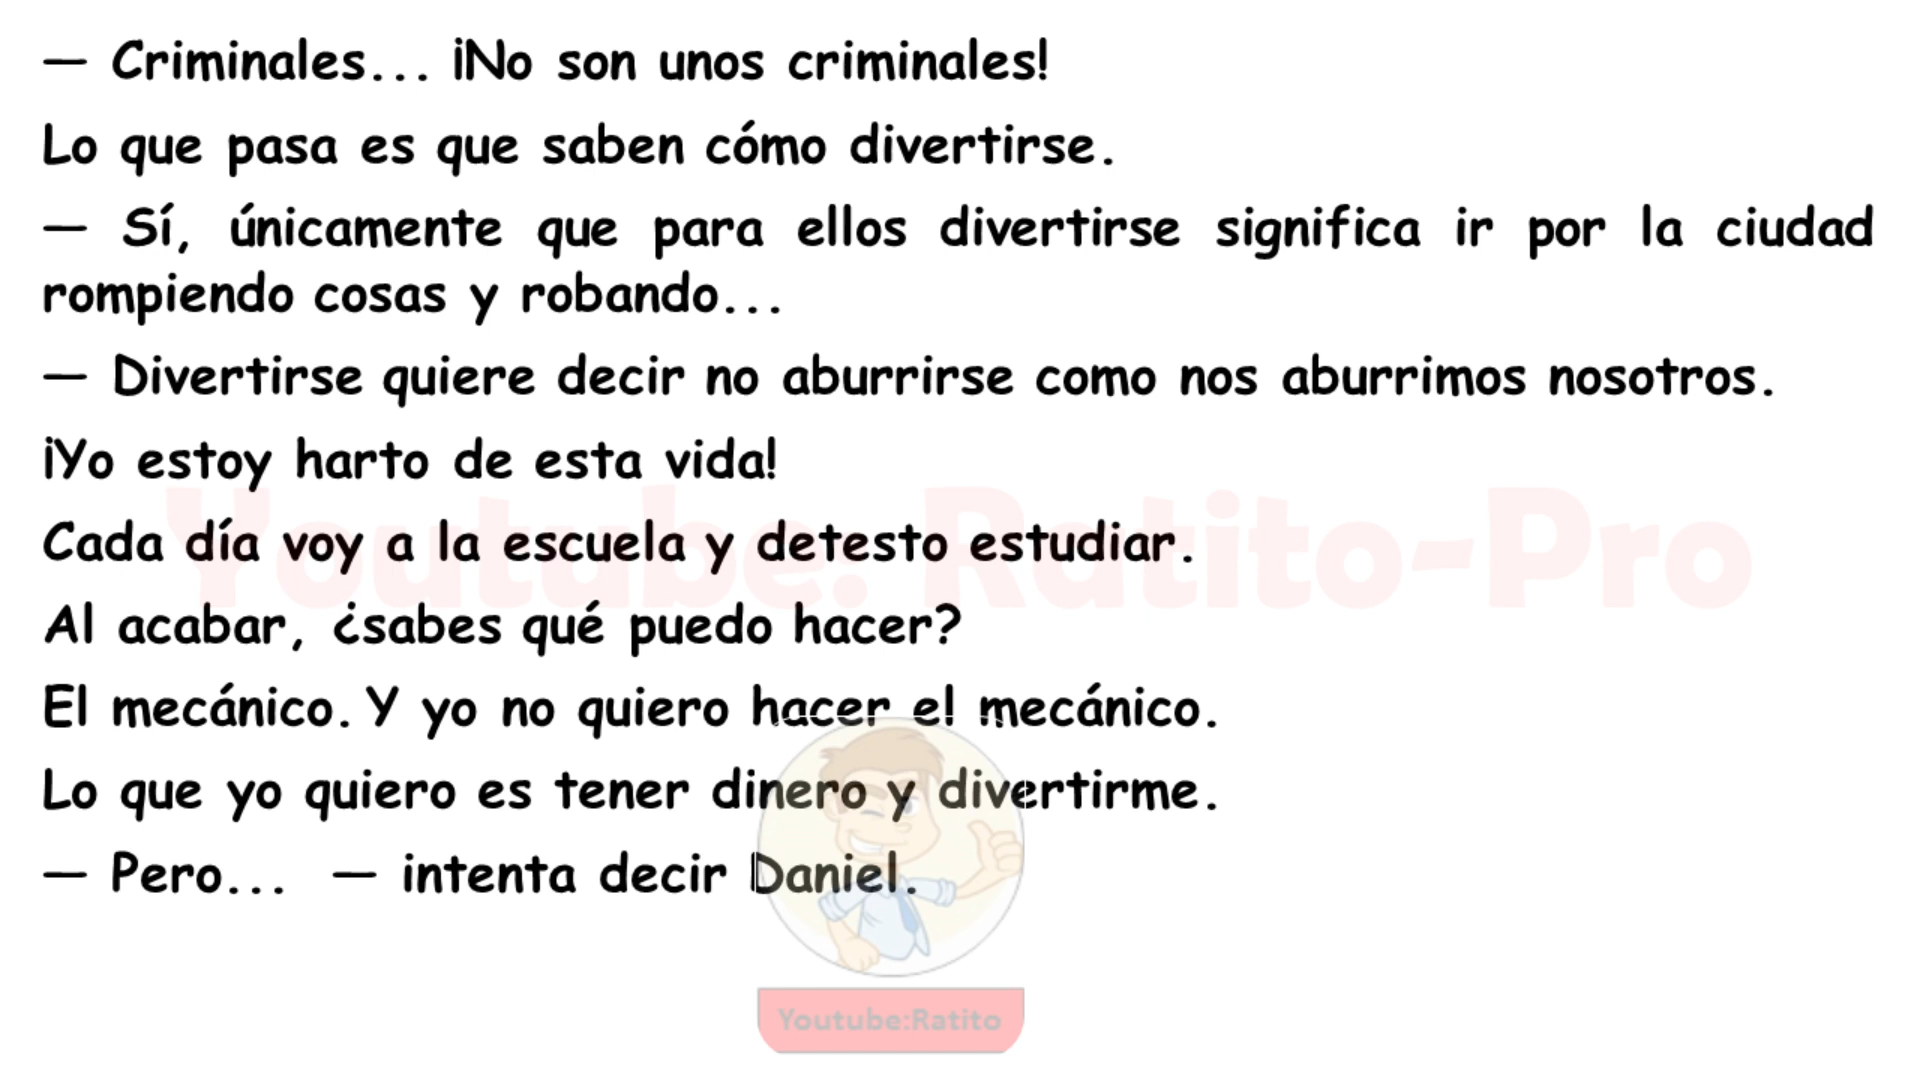 — Criminales... ¡No son unos criminales!
Lo que pasa es que saben cómo divertirse.
— Sí, únicamente que para ellos divertirse significa ir por la ciudad
rompiendo cosas y robando...
— Divertirse quiere decir no aburrirse como nos aburrimos nosotros.
¡Yo estoy harto de esta vida!
Youtube: Ratito-Pro
Cada día voy a la escuela y detesto estudiar.
Al acabar, ¿sabes qué puedo hacer?
El mecánico. Y yo no quiero hacer el mecánico.
Lo que yo quiero es tener dinero y divertirme.
— Pero... — intenta decir Daniel.
Youtube:Ratito